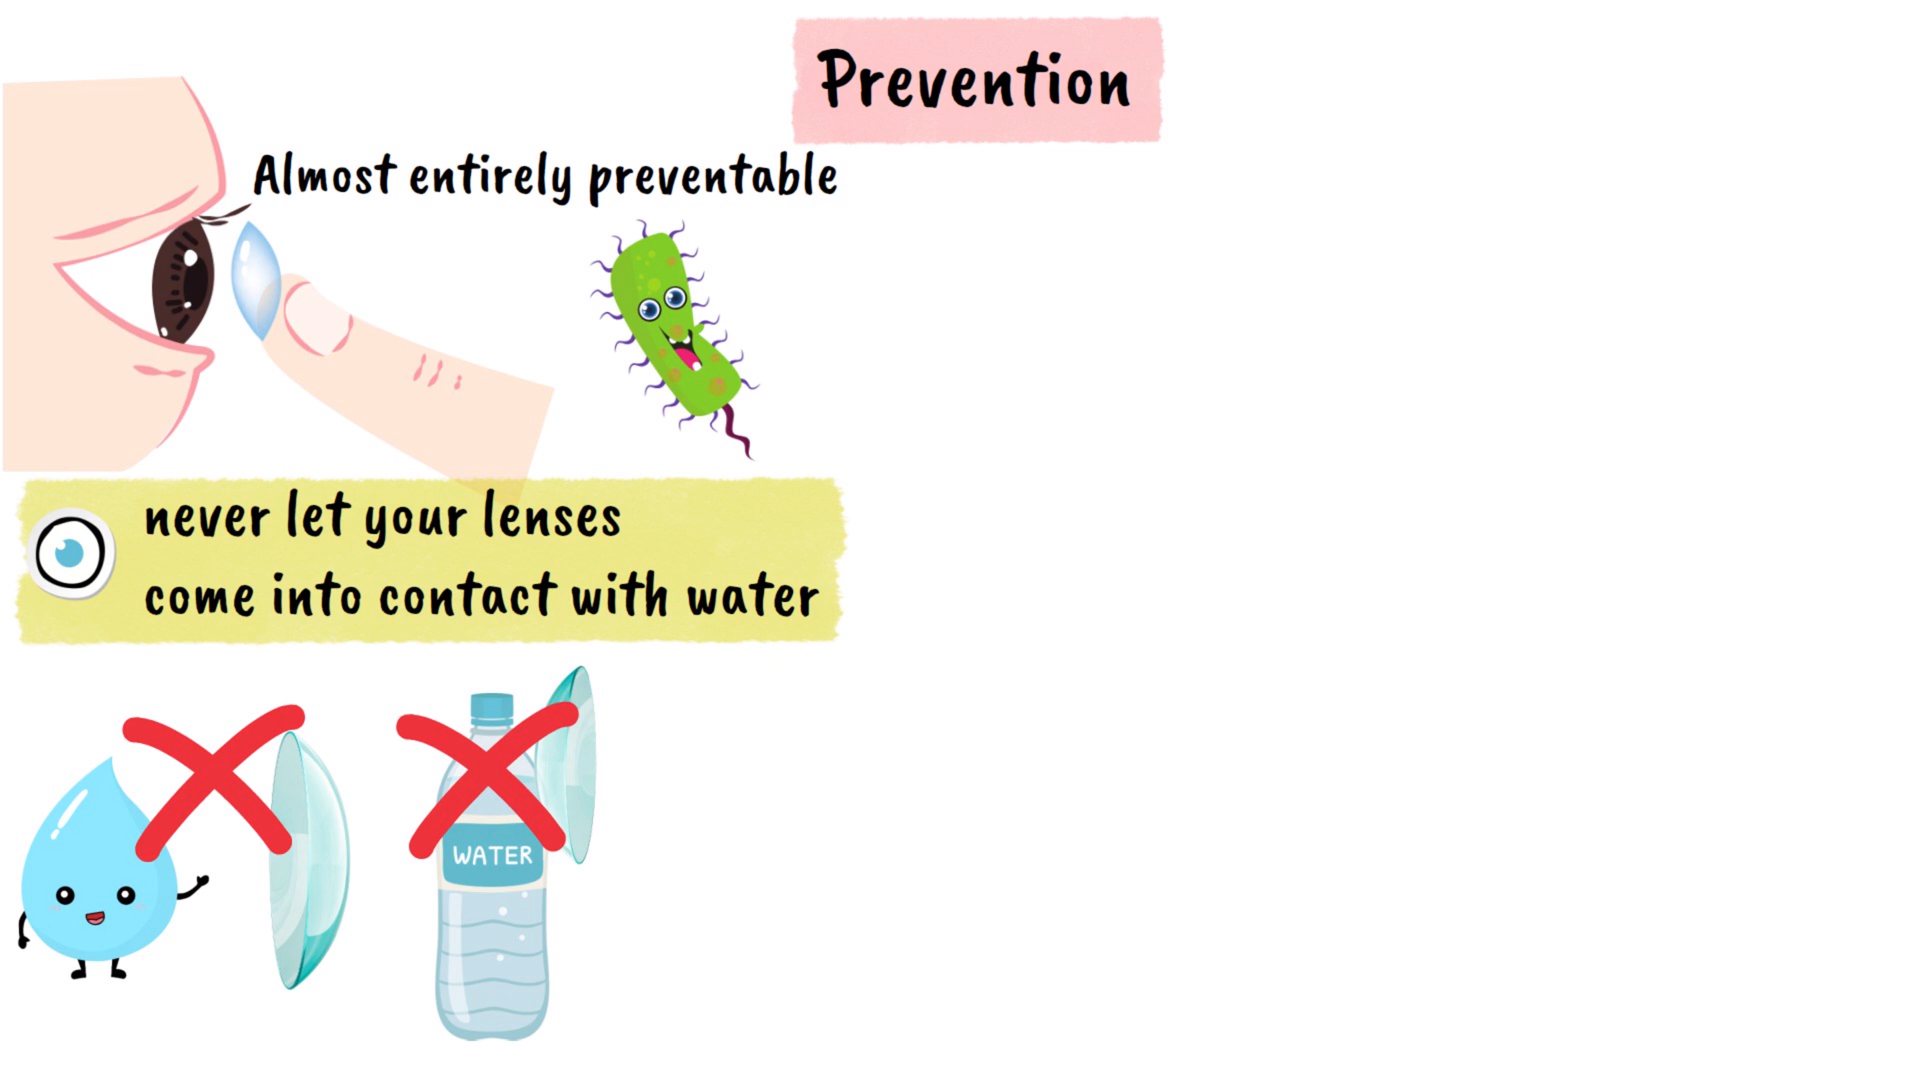 Prevention
Almost entirely preventable
never let your lenses
come into contact with water
WATER